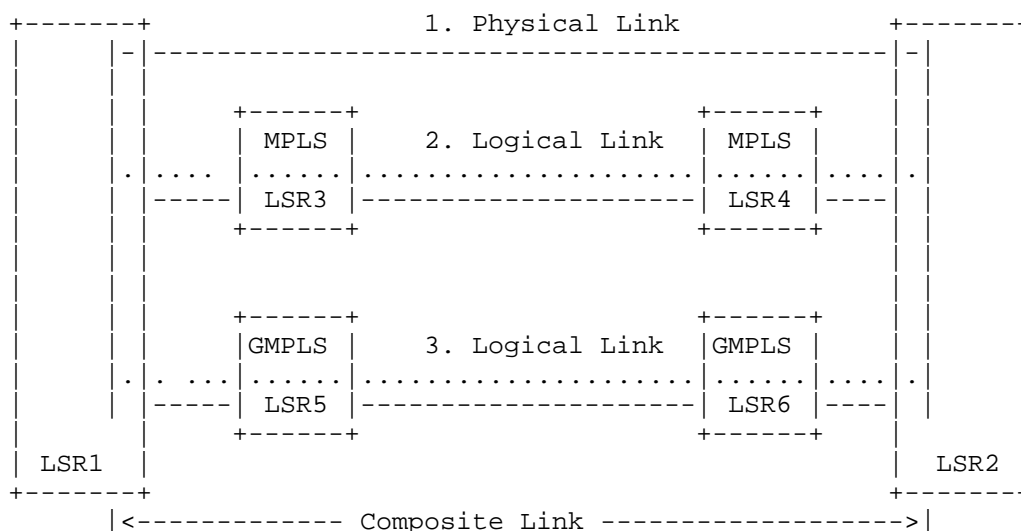 1. Physical Link
MPLS 2. Logical Link MPLS
LSR3 LSR4
GMPLS 3. Logical Link GMPLS
LSR5 LSR6
LSR1 LSR2
Composite Link